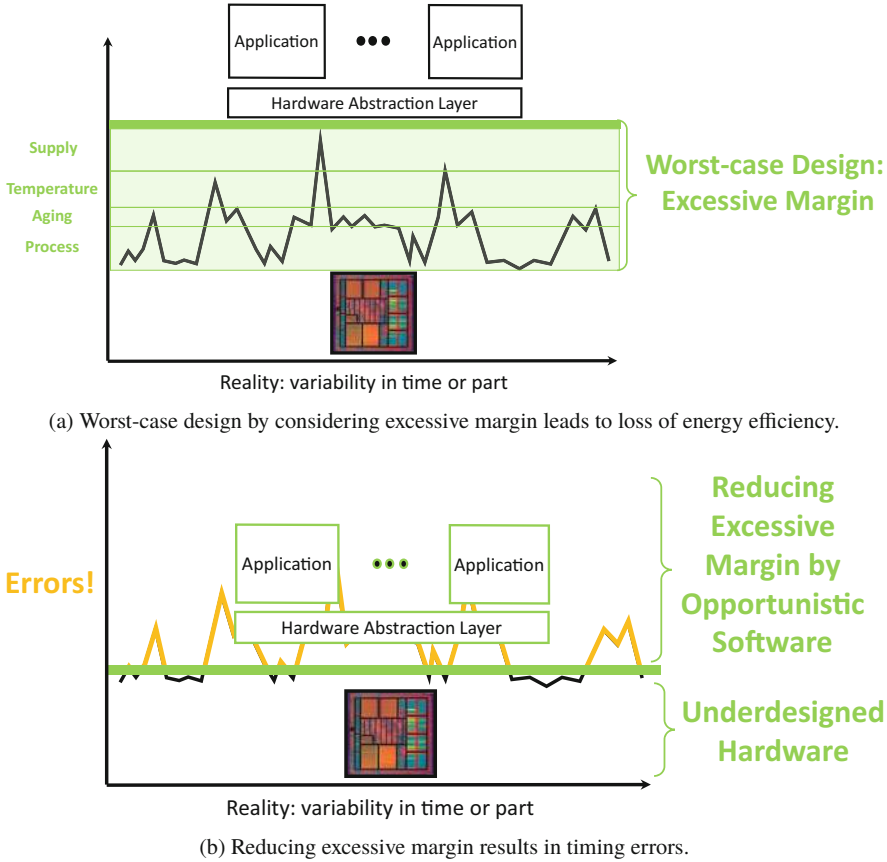 Application
Application
Hardware Abstraction Layer
Supply
Temperature
Aging
Process
Worst-case Design:
Excessive Margin
Reality: variability in time or part
(a) Worst-case design by considering excessive margin leads to loss of energy efficiency.
Reducing
Excessive
Margin by
Opportunistic
Software
Application
Application
Errors!
Hardware Abstraction Layer
Underdesigned
Hardware
Reality: variability in time or part
(b) Reducing excessive margin results in timing errors.